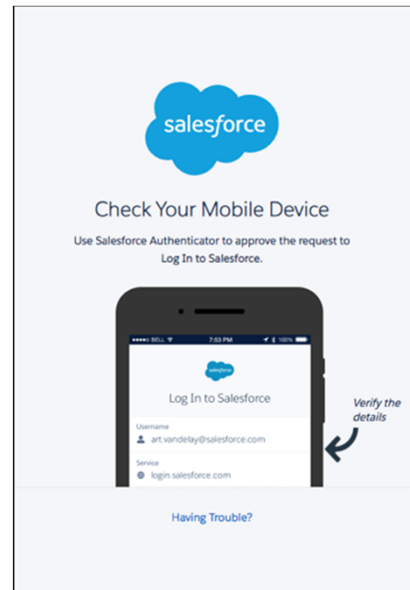 salesforce
Check Your Mobile Device
Use Salesforce Authenticator to approve the request to
Log In to Salesforce.
BELL 7:53 PM 100%
salesforce
Log In to Salesforce
Username
art.vandelay@salesforce.com
Verify the
details
Service
login.salesforce.com
Having Trouble?